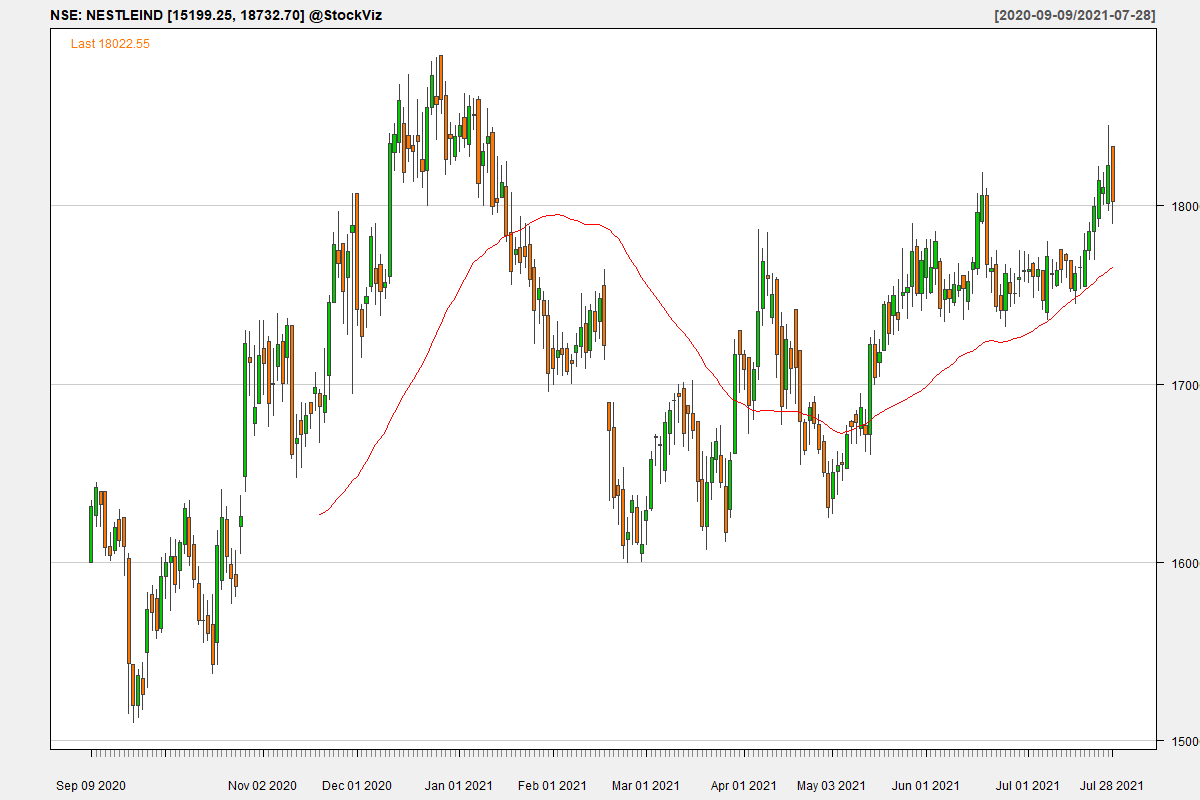 NSE: NESTLEIND [15199.25, 18732.70] @StockViz
[2020-09-09/2021-07-28]
Last 18022.55
1800
1700
1600
1500
Sep 09 2020
Nov 02 2020
Dec 01 2020
Jan 01 2021
Feb 01 2021
Mar 01 2021
Apr 01 2021
May 03 2021
Jun 01 2021
Jul 01 2021
Jul 28 2021